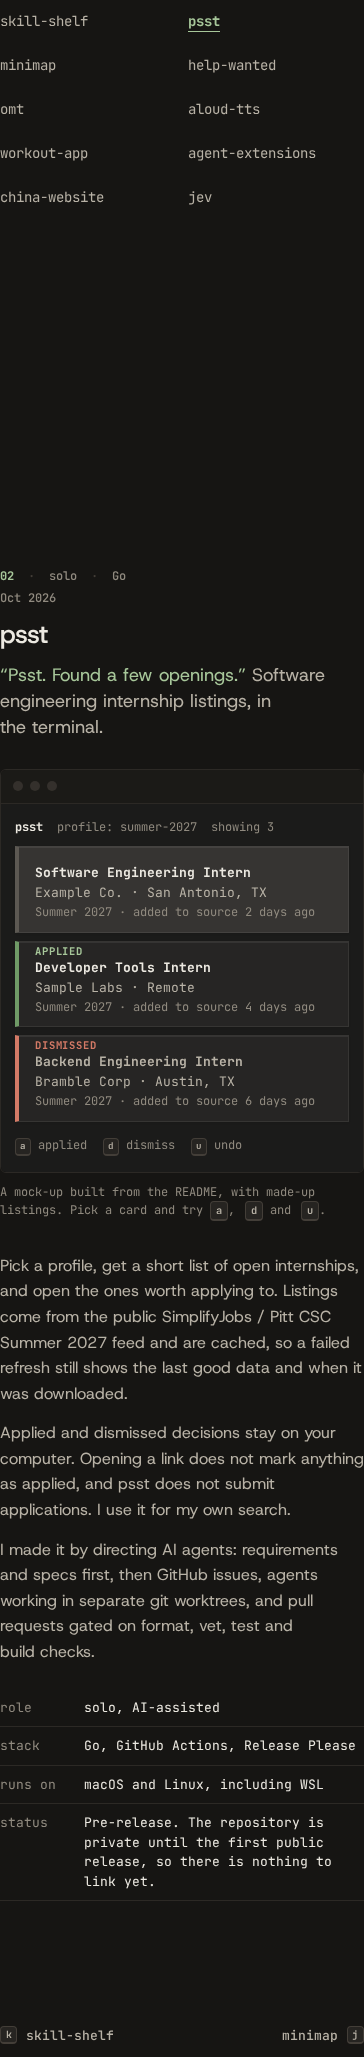 skill-shelf
psst
minimap
help-wanted
omt
aloud-tts
workout-app
agent-extensions
china-website
jev
02 · solo · Go
Oct 2026
psst
“Psst. Found a few openings.” Software
engineering internship listings, in
the terminal.
psst profile: summer-2027 showing 3
Software Engineering Intern
Example Co. · San Antonio, TX
Summer 2027 · added to source 2 days ago
APPLIED
Developer Tools Intern
Sample Labs · Remote
Summer 2027 · added to source 4 days ago
DISMISSED
Backend Engineering Intern
Bramble Corp · Austin, TX
Summer 2027 · added to source 6 days ago
a applied d dismiss u undo
A mock-up built from the README, with made-up
listings. Pick a card and try a, d and u.
Pick a profile, get a short list of open internships,
and open the ones worth applying to. Listings
come from the public SimplifyJobs / Pitt CSC
Summer 2027 feed and are cached, so a failed
refresh still shows the last good data and when it
was downloaded.
Applied and dismissed decisions stay on your
computer. Opening a link does not mark anything
as applied, and psst does not submit
applications. I use it for my own search.
I made it by directing AI agents: requirements
and specs first, then GitHub issues, agents
working in separate git worktrees, and pull
requests gated on format, vet, test and
build checks.
role solo, AI-assisted
stack Go, GitHub Actions, Release Please
runs on macOS and Linux, including WSL
status Pre-release. The repository is
private until the first public
release, so there is nothing to
link yet.
k skill-shelf minimap j